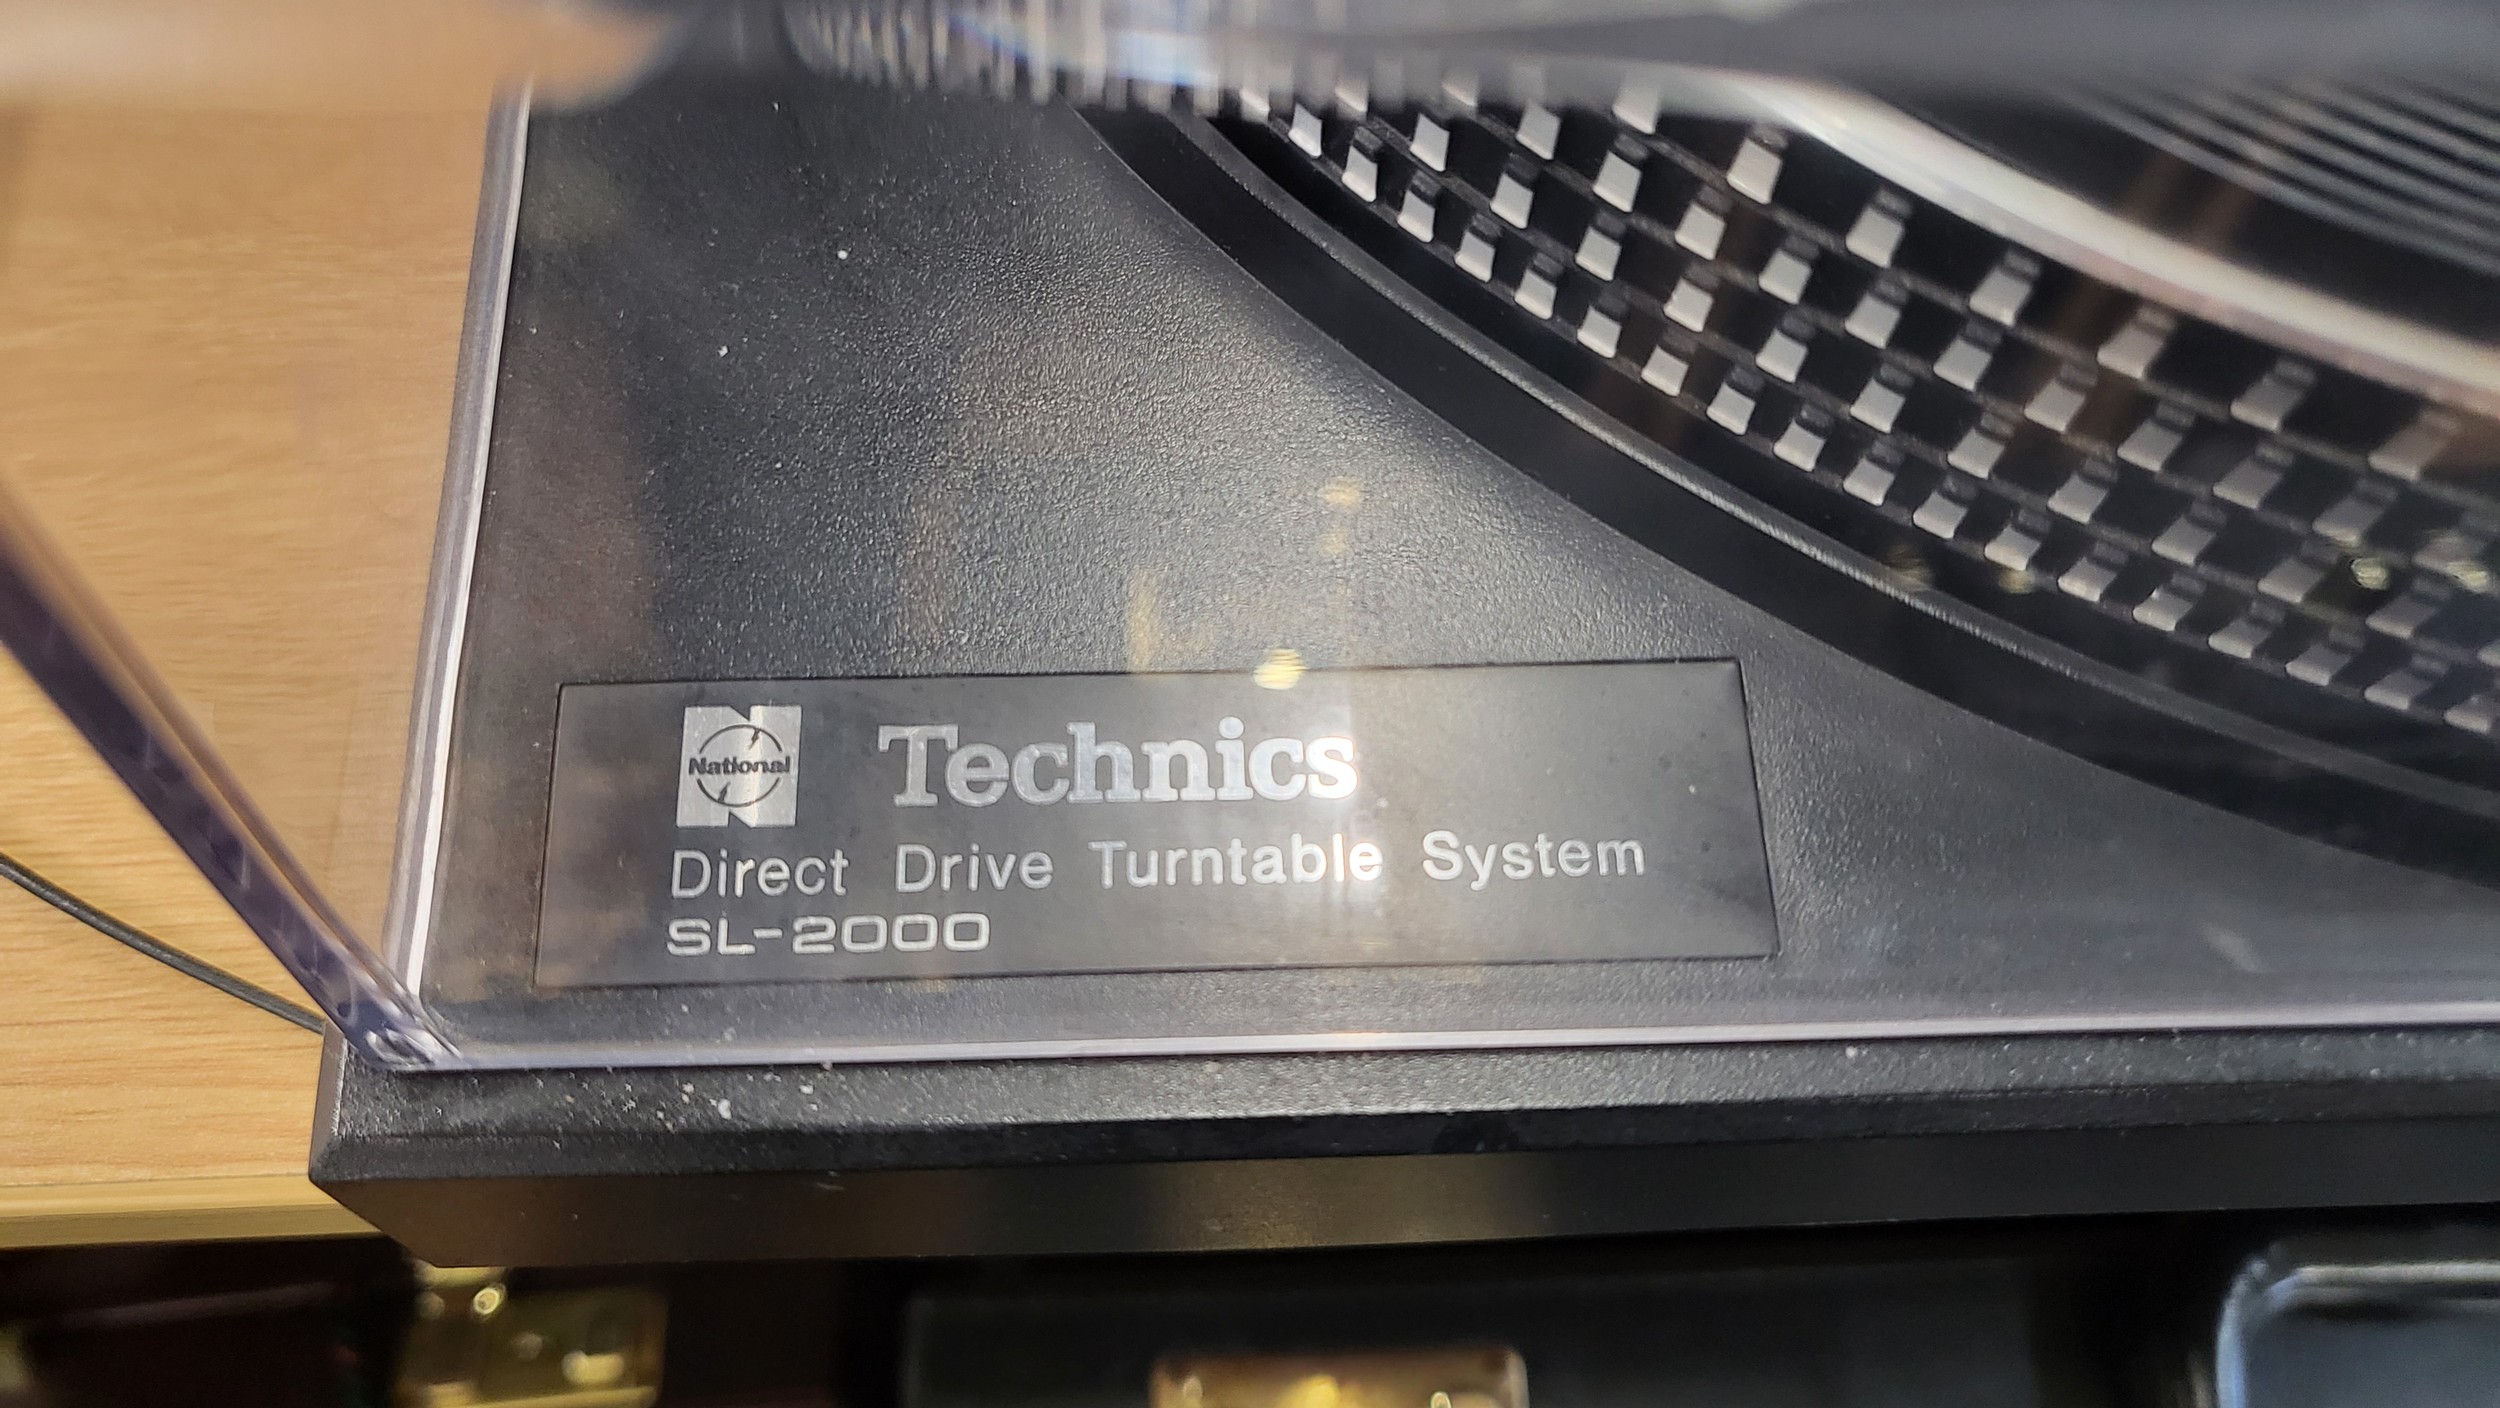 National
Technics
Direct Drive Turntable System
SL-2000